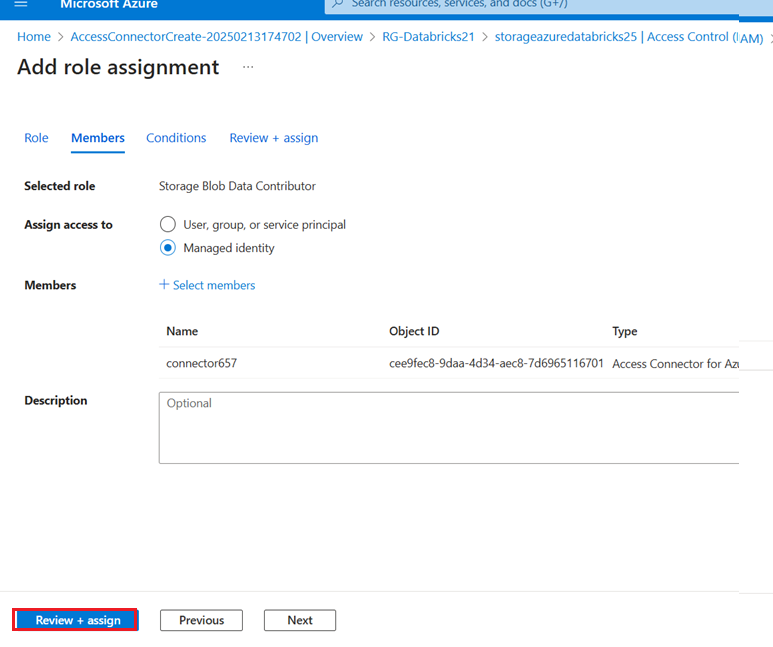 Microsoft Azure
Search resources, services, and docs (G+/)
Home > AccessConnectorCreate-20250213174702 | Overview > RG-Databricks21 > storageazuredatabricks25 | Access Control (IAM) >
Add role assignment ...
Role Members Conditions Review + assign
Selected role Storage Blob Data Contributor
Assign access to User, group, or service principal
Managed identity
Members + Select members
Name Object ID Type
connector657 cee9fec8-9daa-4d34-aec8-7d6965116701 Access Connector for Azu
Description Optional
Review + assign Previous Next